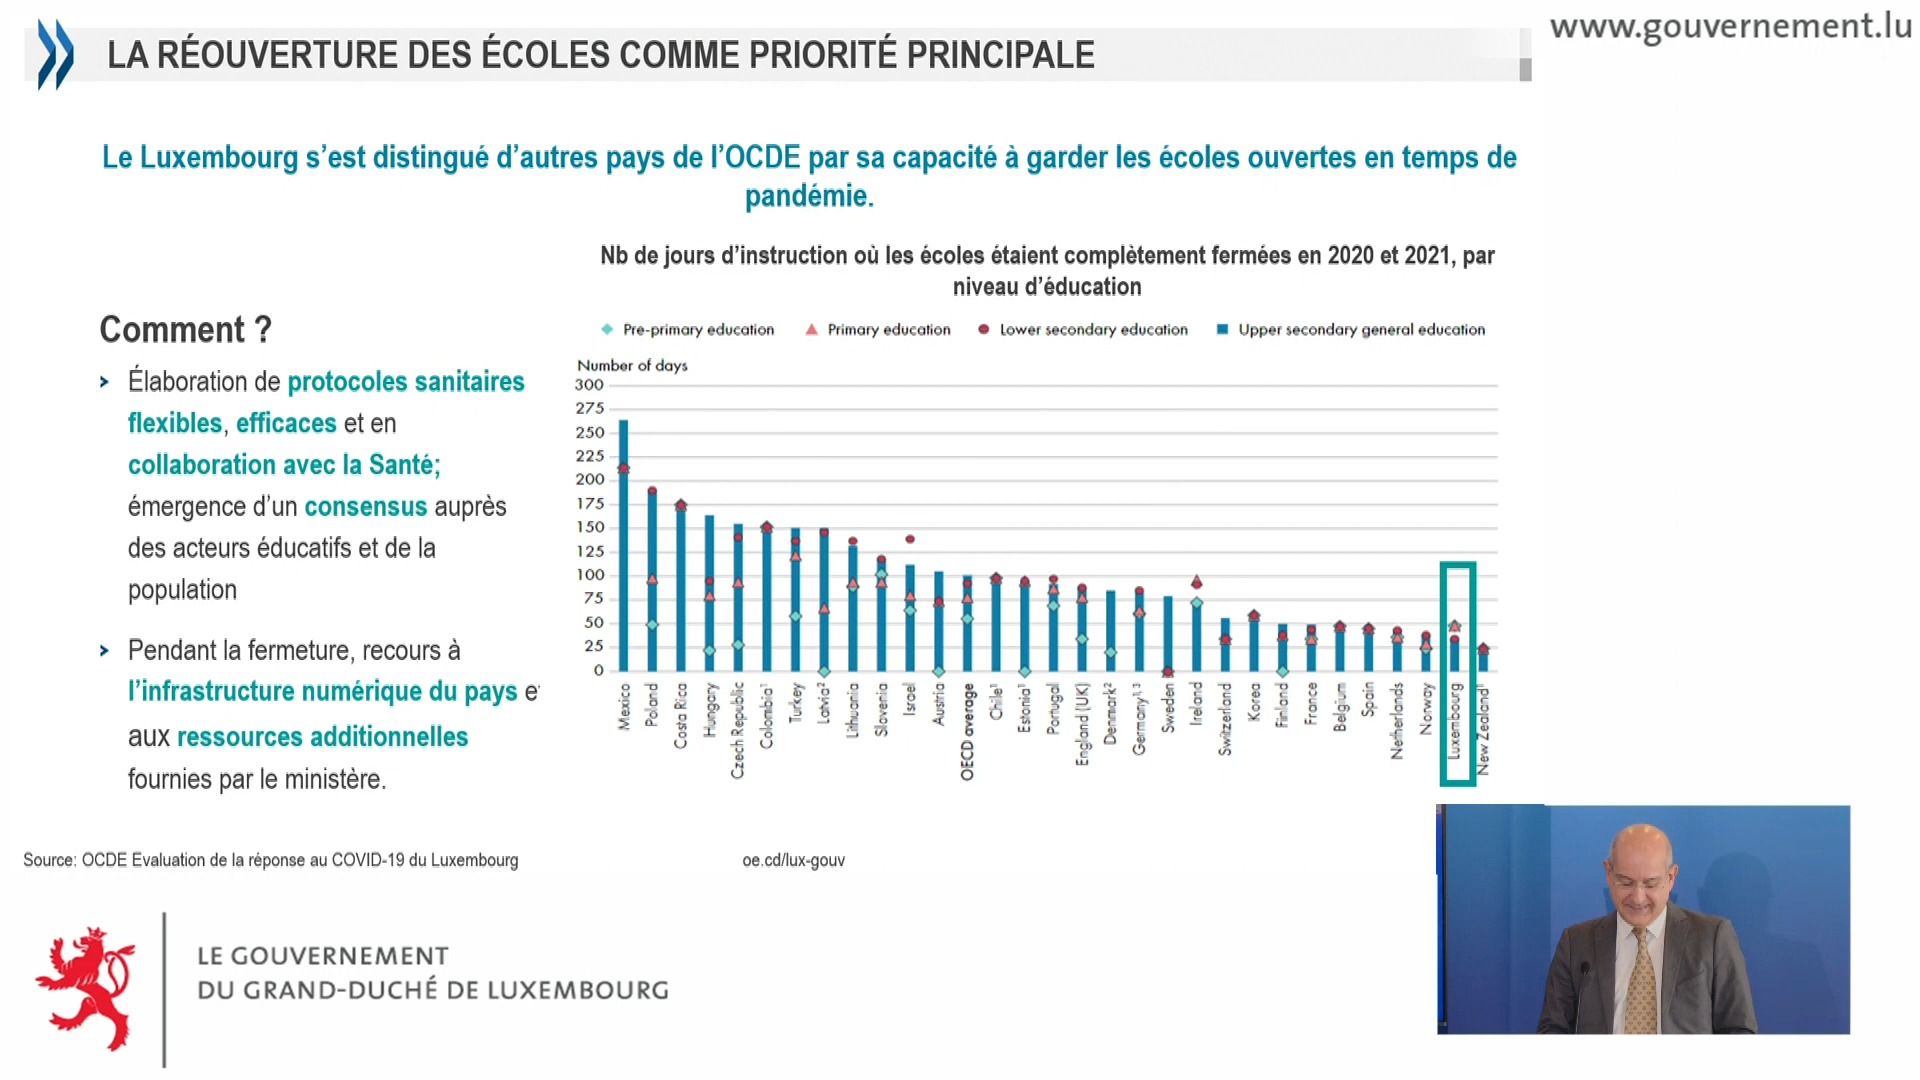 www.gouvernement.lu
LA RÉOUVERTURE DES ÉCOLES COMME PRIORITÉ PRINCIPALE
Le Luxembourg s’est distingué d’autres pays de l’OCDE par sa capacité à garder les écoles ouvertes en temps de
pandémie.
Nb de jours d’instruction où les écoles étaient complètement fermées en 2020 et 2021, par
niveau d’éducation
Comment ?
› Élaboration de protocoles sanitaires
flexibles, efficaces et en
collaboration avec la Santé;
émergence d’un consensus auprès
des acteurs éducatifs et de la
population
› Pendant la fermeture, recours à
l’infrastructure numérique du pays et
aux ressources additionnelles
fournies par le ministère.
Pre-primary education Primary education Lower secondary education Upper secondary general education
Number of days
300
275
250
225
200
175
150
125
100
75
50
25
0
Mexico
Poland
Costa Rica
Hungary
Czech Republic
Colombia¹
Turkey
Latvia²
Lithuania
Slovenia
Israel
Austria
OECD average
Chile¹
Estonia¹
Portugal
England (UK)
Denmark²
Germany¹,³
Sweden
Ireland
Switzerland
Korea
Finland
France
Belgium
Spain
Netherlands
Norway
Luxembourg
New Zealand¹
Source: OCDE Evaluation de la réponse au COVID-19 du Luxembourg
oe.cd/lux-gouv
LE GOUVERNEMENT
DU GRAND-DUCHÉ DE LUXEMBOURG